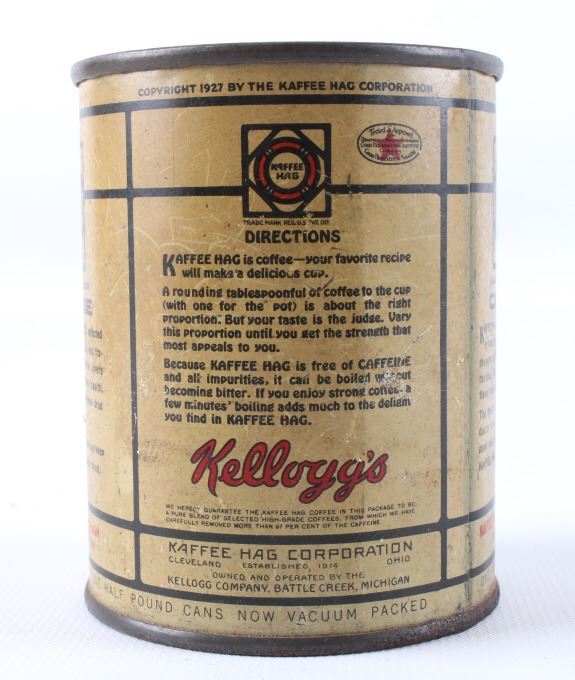 COPYRIGHT 1927 BY THE KAFFEE HAG CORPORATION
KAFFEE
HAG
TRADE MARK REG. U.S. PAT. OFF.
Tested & Approved
DIRECTIONS
KAFFEE HAG is coffee—your favorite recipe
will make a delicious cup.
A rounding tablespoonful of coffee to the cup
(with one for the pot) is about the right
proportion. But your taste is the judge. Vary
this proportion until you get the strength that
most appeals to you.
Because KAFFEE HAG is free of CAFFEINE
and all impurities, it can be boiled without
becoming bitter. If you enjoy strong coffee, a
few minutes' boiling adds much to the delight
you find in KAFFEE HAG.
Kellogg's
WE HEREBY GUARANTEE THE KAFFEE HAG COFFEE IN THIS PACKAGE TO BE
A PURE BLEND OF SELECTED HIGH-GRADE COFFEES, FROM WHICH WE HAVE
CAREFULLY REMOVED MORE THAN 97 PER CENT OF THE CAFFEINE.
KAFFEE HAG CORPORATION
CLEVELAND ESTABLISHED 1914 OHIO
OWNED AND OPERATED BY THE
KELLOGG COMPANY, BATTLE CREEK, MICHIGAN
HALF POUND CANS NOW VACUUM PACKED